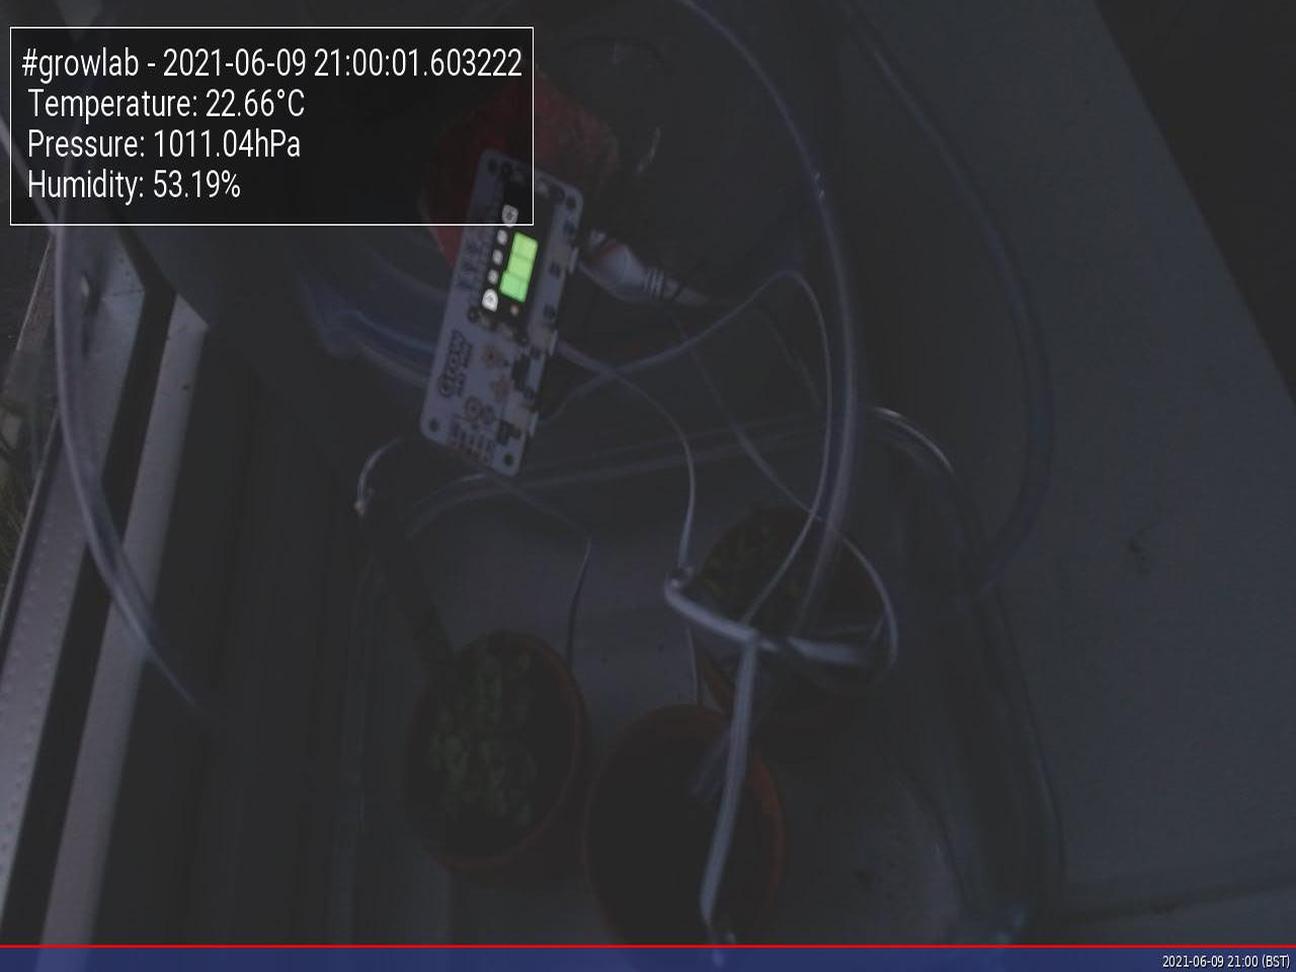 #growlab - 2021-06-09 21:00:01.603222
Temperature: 22.66°C
Pressure: 1011.04hPa
Humidity: 53.19%
Grow
2021-06-09 21:00 (BST)